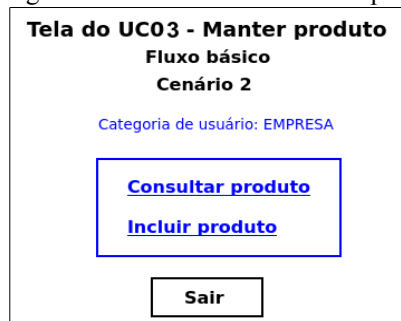 Tela do UC03 - Manter produto
Fluxo básico
Cenário 2
Categoria de usuário: EMPRESA
Consultar produto
Incluir produto
Sair